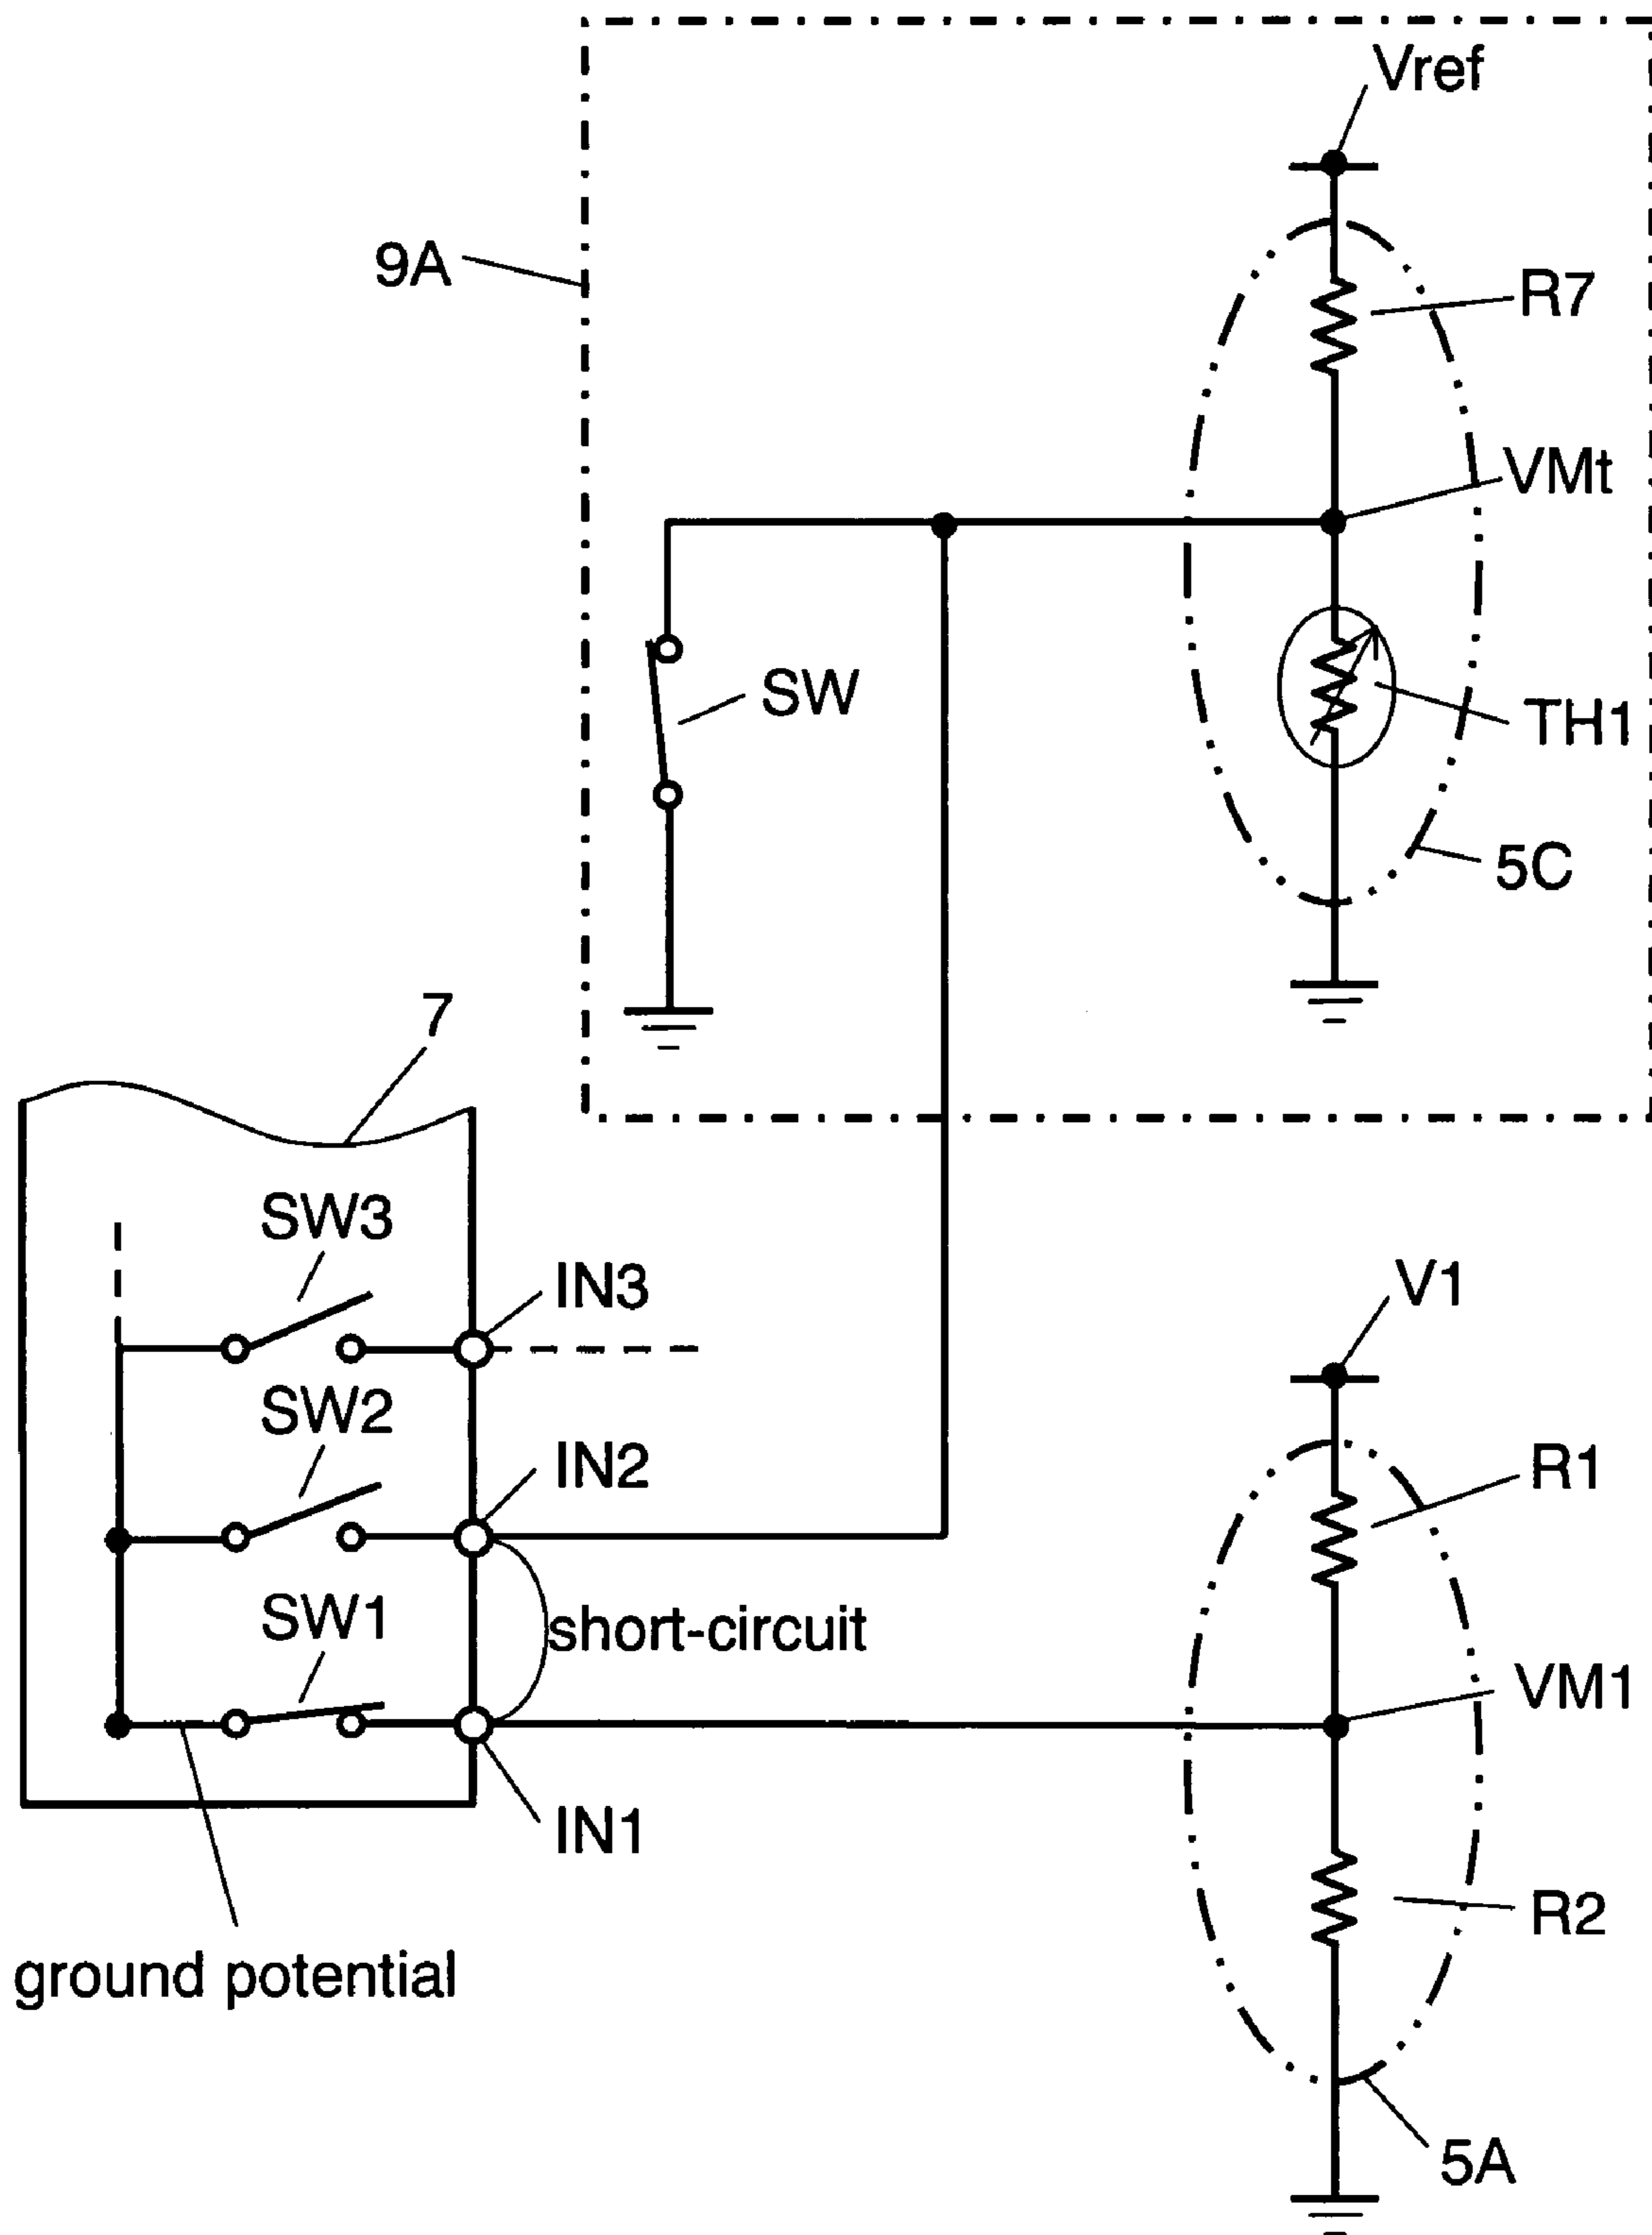 Vref
9A
R7
VMt
SW
TH1
5C
7
SW3
IN3
V1
SW2
IN2
R1
SW1
short-circuit
VM1
IN1
R2
ground potential
5A